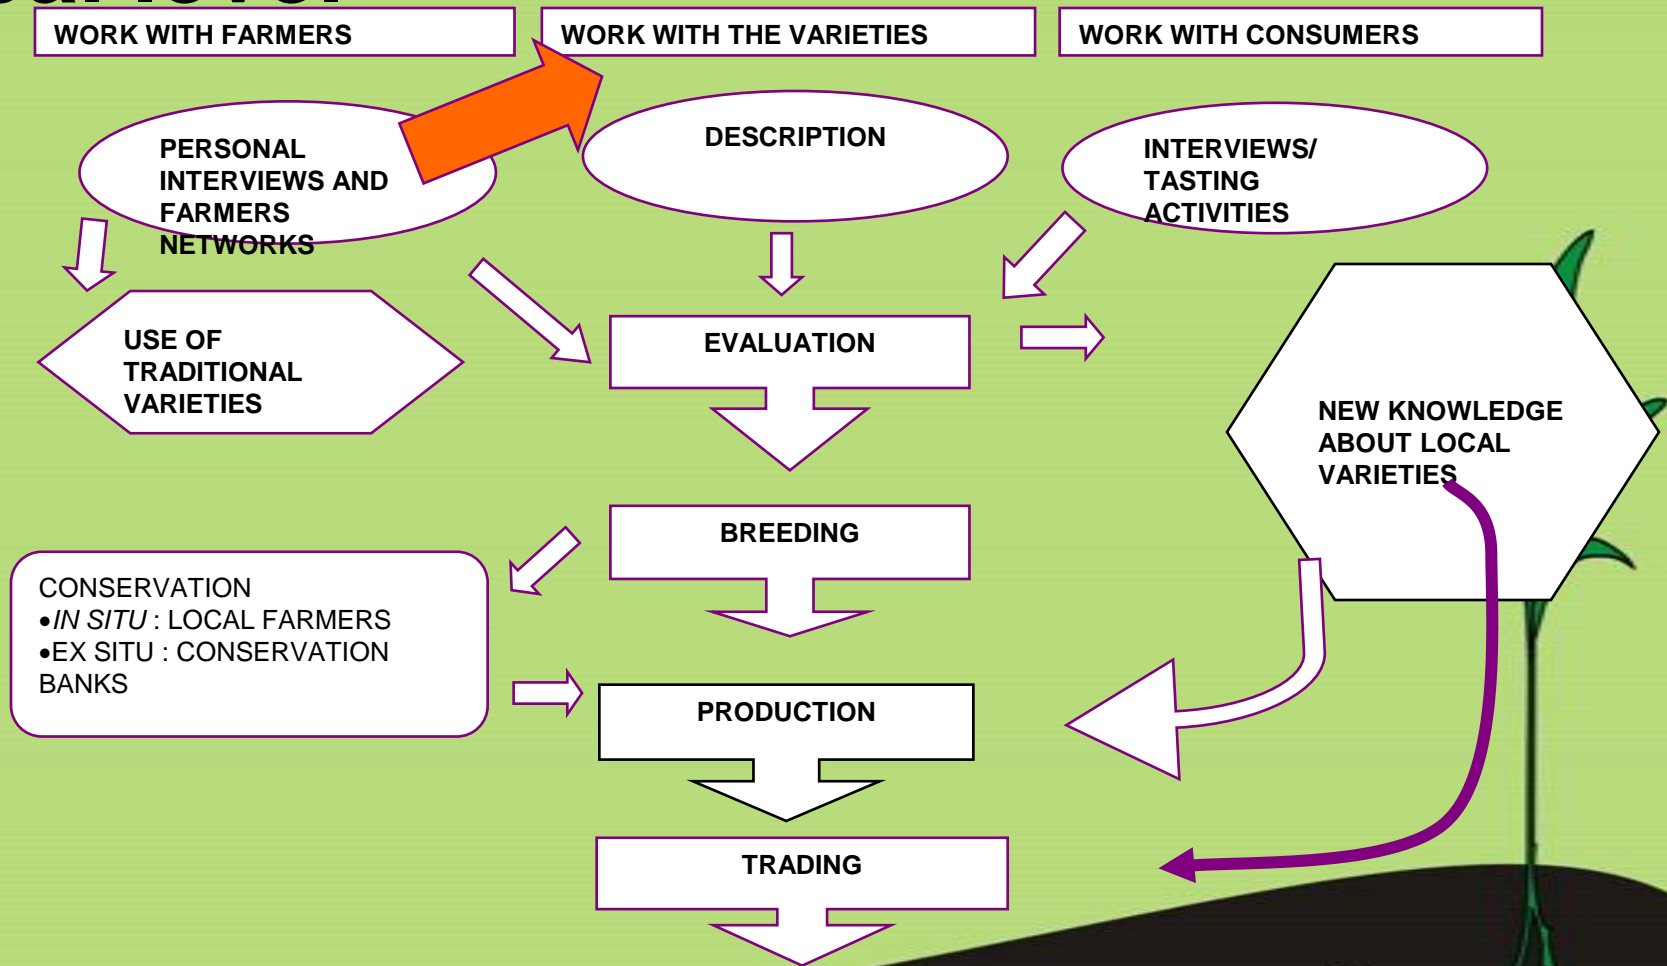 WORK WITH FARMERS
WORK WITH THE VARIETIES
WORK WITH CONSUMERS
PERSONAL
INTERVIEWS AND
FARMERS
NETWORKS
DESCRIPTION
INTERVIEWS/
TASTING
ACTIVITIES
USE OF
TRADITIONAL
VARIETIES
EVALUATION
NEW KNOWLEDGE
ABOUT LOCAL
VARIETIES
BREEDING
CONSERVATION
•IN SITU : LOCAL FARMERS
•EX SITU : CONSERVATION
BANKS
PRODUCTION
TRADING